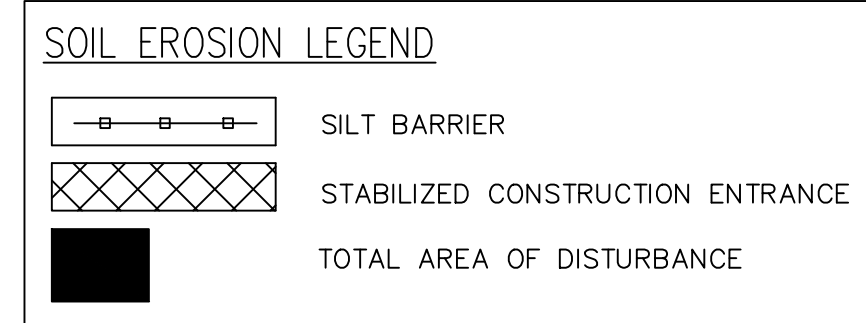 SOIL EROSION LEGEND
SILT BARRIER
STABILIZED CONSTRUCTION ENTRANCE
TOTAL AREA OF DISTURBANCE